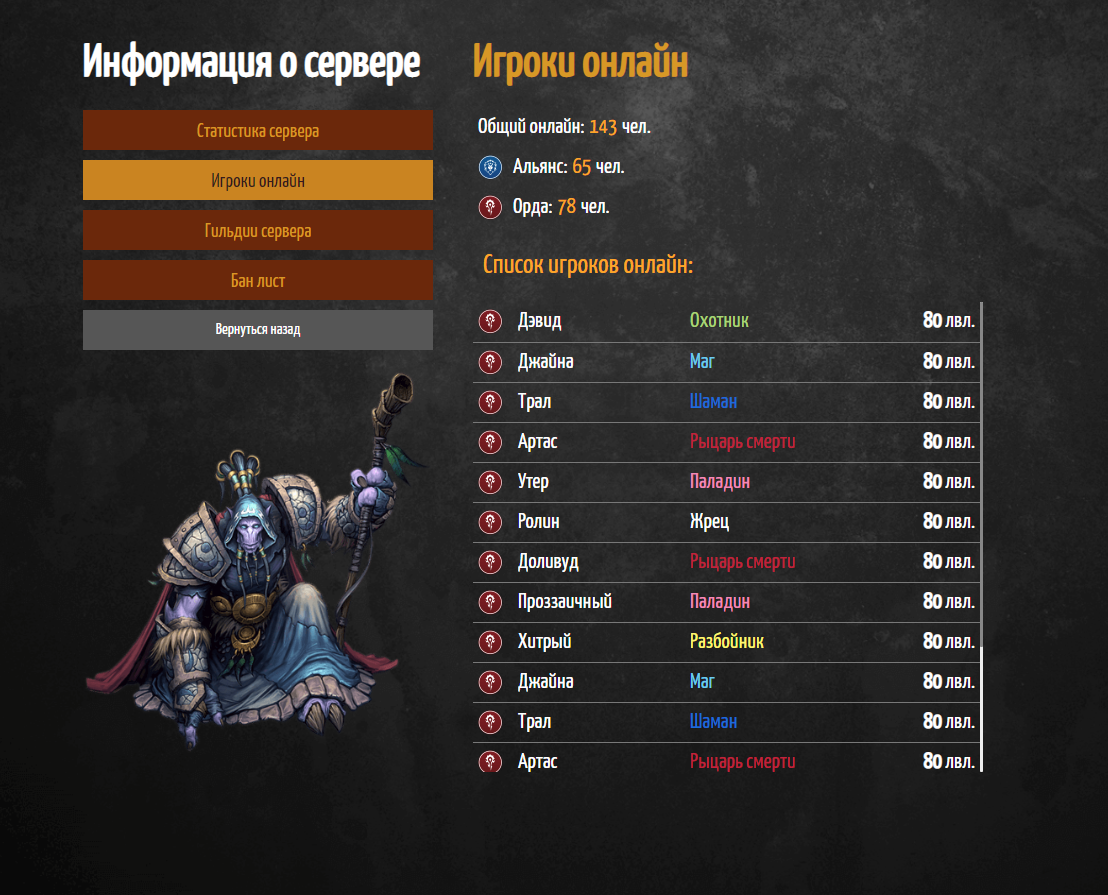 Информация о сервере
Статистика сервера
Игроки онлайн
Гильдии сервера
Бан лист
Вернуться назад
Игроки онлайн
Общий онлайн: 143 чел.
Альянс: 65 чел.
Орда: 78 чел.
Список игроков онлайн:
Дэвид Охотник 80 лвл.
Джайна Маг 80 лвл.
Трал Шаман 80 лвл.
Артас Рыцарь смерти 80 лвл.
Утер Паладин 80 лвл.
Ролин Жрец 80 лвл.
Доливуд Рыцарь смерти 80 лвл.
Проззаичный Паладин 80 лвл.
Хитрый Разбойник 80 лвл.
Джайна Маг 80 лвл.
Трал Шаман 80 лвл.
Артас Рыцарь смерти 80 лвл.